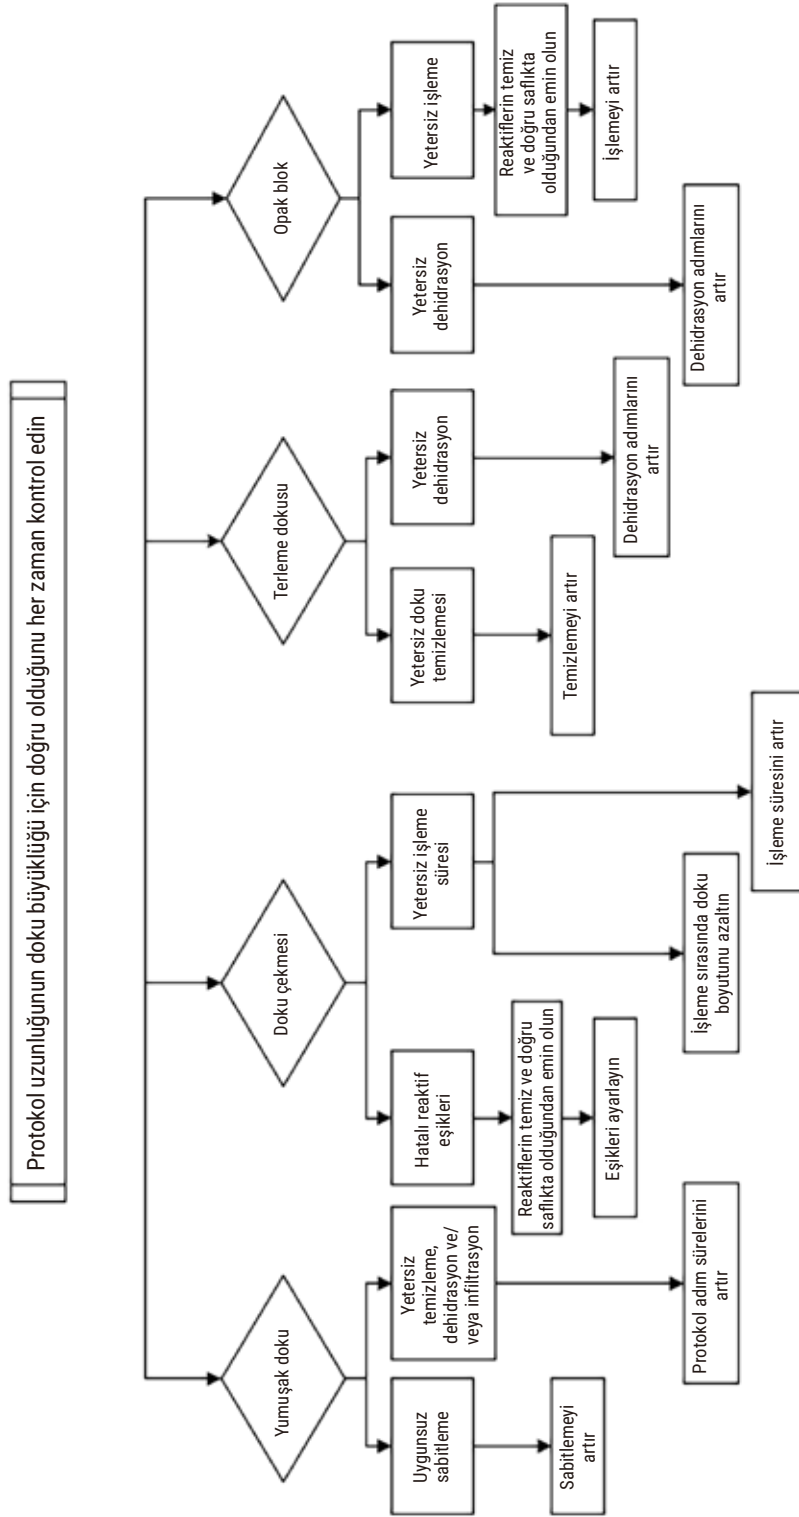 Protokol uzunluğunun doku büyüklüğü için doğru olduğunu her zaman kontrol edin
Yumuşak doku
Uygunsuz
sabitleme
Sabitlemeyi
artır
Yetersiz
temizleme,
dehidrasyon ve/
veya infiltrasyon
Protokol adım sürelerini
artır
Doku çekmesi
Hatalı reaktif
eşikleri
Reaktiflerin temiz ve doğru
saflıkta olduğundan emin olun
Eşikleri ayarlayın
Yetersiz işleme
süresi
İşleme sırasında doku
boyutunu azaltın
İşleme süresini artır
Terleme dokusu
Yetersiz doku
temizlemesi
Temizlemeyi artır
Yetersiz
dehidrasyon
Dehidrasyon adımlarını
artır
Opak blok
Yetersiz
dehidrasyon
Dehidrasyon adımlarını
artır
Yetersiz işleme
Reaktiflerin temiz
ve doğru saflıkta
olduğundan emin olun
İşlemeyi artır